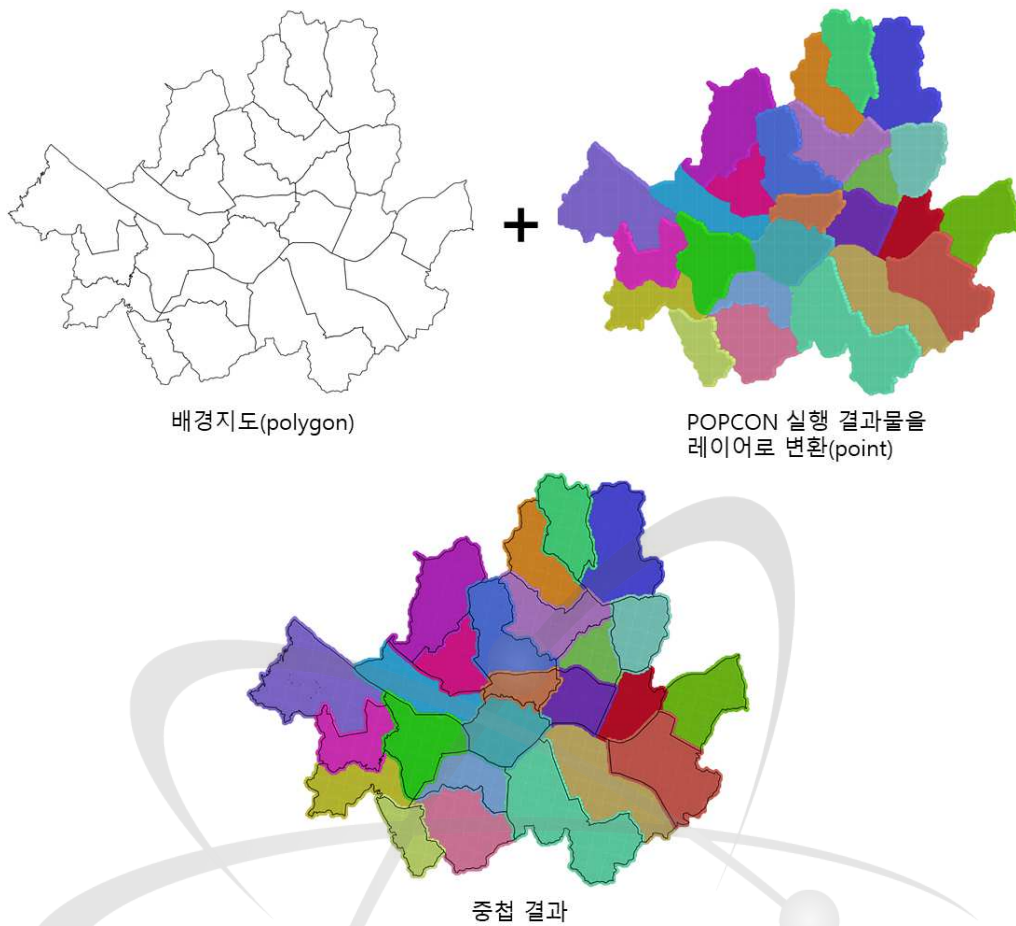 +
배경지도(polygon)
POPCON 실행 결과물을
레이어로 변환(point)
중첩 결과